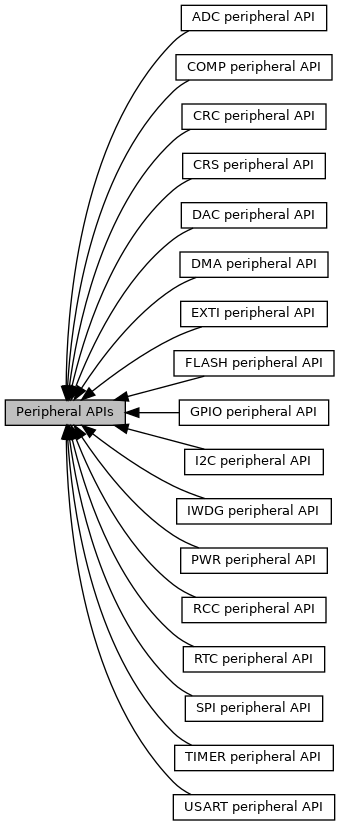 ADC peripheral API
COMP peripheral API
CRC peripheral API
CRS peripheral API
DAC peripheral API
DMA peripheral API
EXTI peripheral API
FLASH peripheral API
Peripheral APIs
GPIO peripheral API
I2C peripheral API
IWDG peripheral API
PWR peripheral API
RCC peripheral API
RTC peripheral API
SPI peripheral API
TIMER peripheral API
USART peripheral API